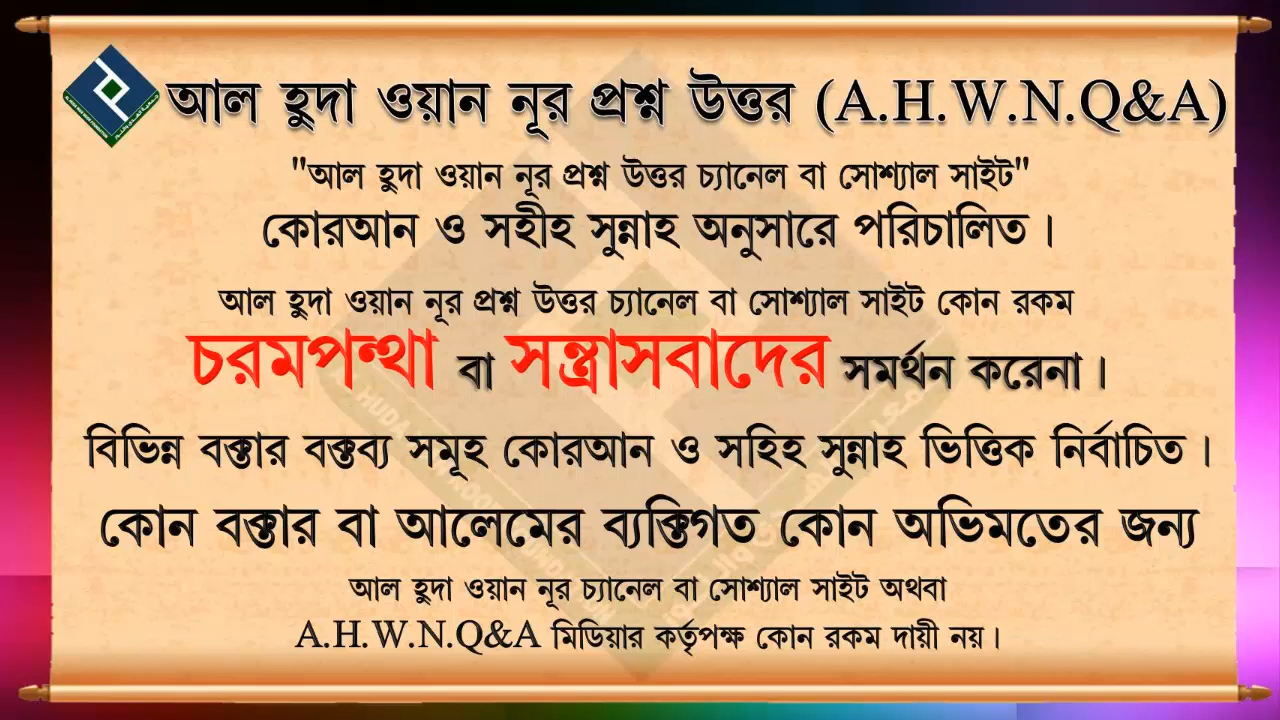 আল হুদা ওয়ান নূর প্রশ্ন উত্তর (A.H.W.N.Q&A)
"আল হুদা ওয়ান নূর প্রশ্ন উত্তর চ্যানেল বা সোশ্যাল সাইট"
কোরআন ও সহীহ সুন্নাহ অনুসারে পরিচালিত ।
আল হুদা ওয়ান নূর প্রশ্ন উত্তর চ্যানেল বা সোশ্যাল সাইট কোন রকম
চরমপন্থা বা সন্ত্রাসবাদের সমর্থন করেনা ।
বিভিন্ন বক্তার বক্তব্য সমূহ কোরআন ও সহিহ সুন্নাহ ভিত্তিক নির্বাচিত ।
কোন বক্তার বা আলেমের ব্যক্তিগত কোন অভিমতের জন্য
আল হুদা ওয়ান নূর চ্যানেল বা সোশ্যাল সাইট অথবা
A.H.W.N.Q&A মিডিয়ার কর্তৃপক্ষ কোন রকম দায়ী নয় ।